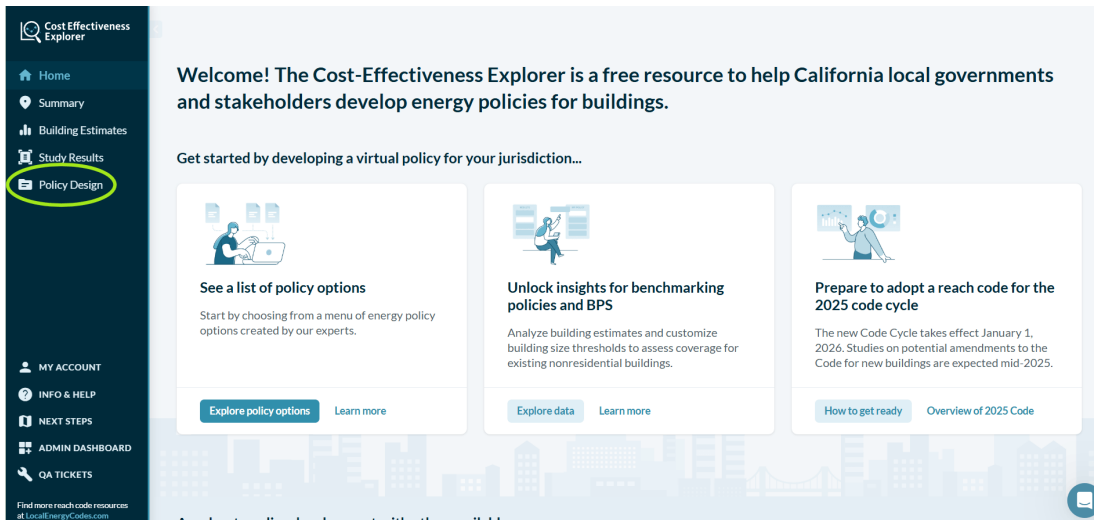 Cost Effectiveness
Explorer
Home
Summary
Building Estimates
Study Results
Policy Design
MY ACCOUNT
INFO & HELP
NEXT STEPS
ADMIN DASHBOARD
QA TICKETS
Find more reach code resources
at LocalEnergyCodes.com
Welcome! The Cost-Effectiveness Explorer is a free resource to help California local governments
and stakeholders develop energy policies for buildings.
Get started by developing a virtual policy for your jurisdiction...
See a list of policy options
Start by choosing from a menu of energy policy
options created by our experts.
Explore policy options Learn more
Unlock insights for benchmarking
policies and BPS
Analyze building estimates and customize
building size thresholds to assess coverage for
existing nonresidential buildings.
Explore data Learn more
Prepare to adopt a reach code for the
2025 code cycle
The new Code Cycle takes effect January 1,
2026. Studies on potential amendments to the
Code for new buildings are expected mid-2025.
How to get ready Overview of 2025 Code